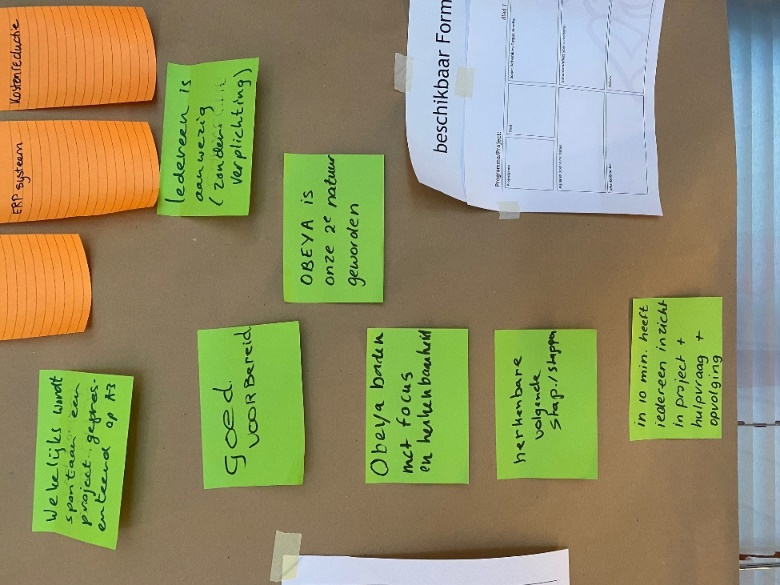 Kostenreductie
ERP systeem
Iedereen is
aanwezig
(zonder
verplichting)
OBEYA is
onze 2e natuur
geworden
beschikbaar Form
Programma/Project:
Wekelijks wordt
spontaan een
project gepres-
enteerd op A3
Goed
VOORBereid
Obeya borden
met focus
en herkenbaarheid
herkenbare
volgende
stap/stappen
in 10 min. heeft
iedereen inzicht
in project +
hulpvraag +
opvolging